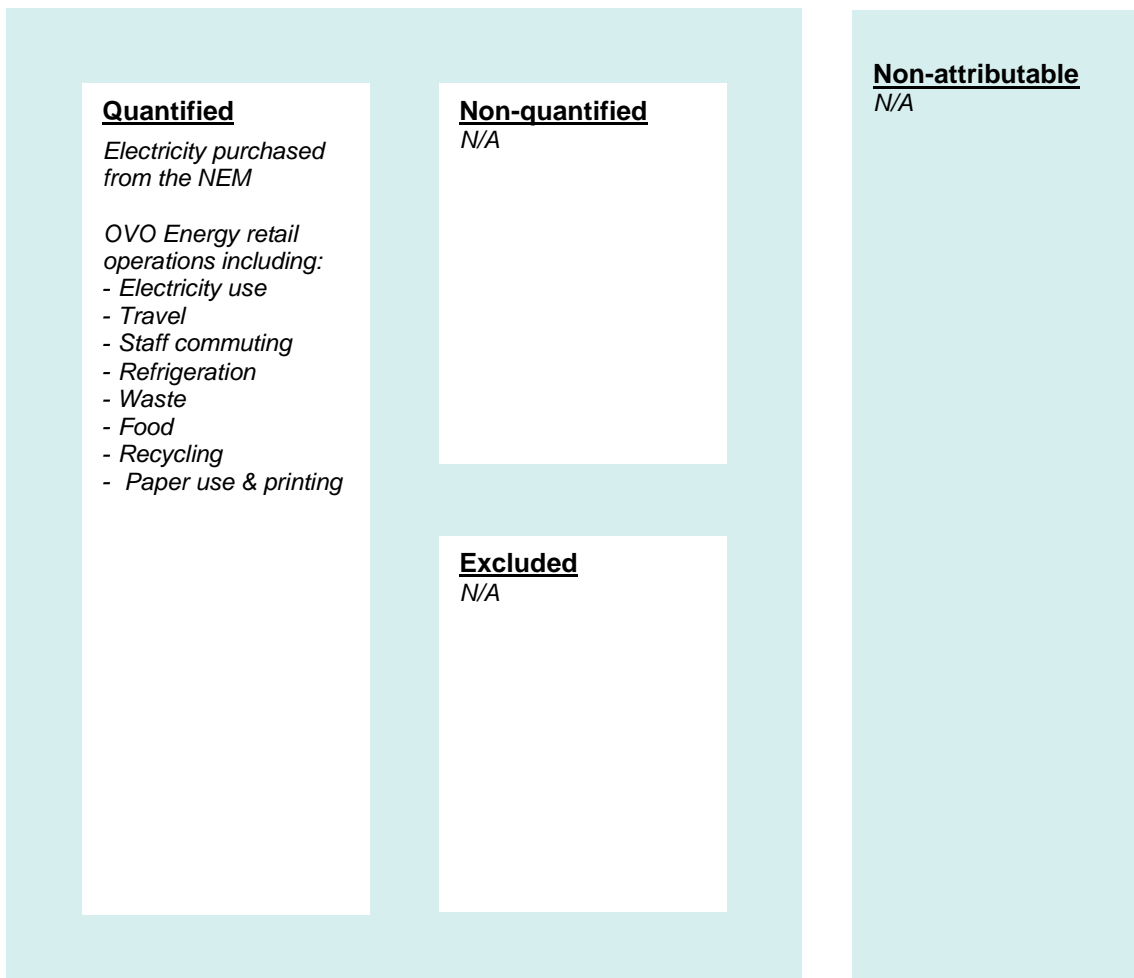 Quantified
Electricity purchased
from the NEM
OVO Energy retail
operations including:
- Electricity use
- Travel
- Staff commuting
- Refrigeration
- Waste
- Food
- Recycling
- Paper use & printing
Non-quantified
N/A
Excluded
N/A
Non-attributable
N/A